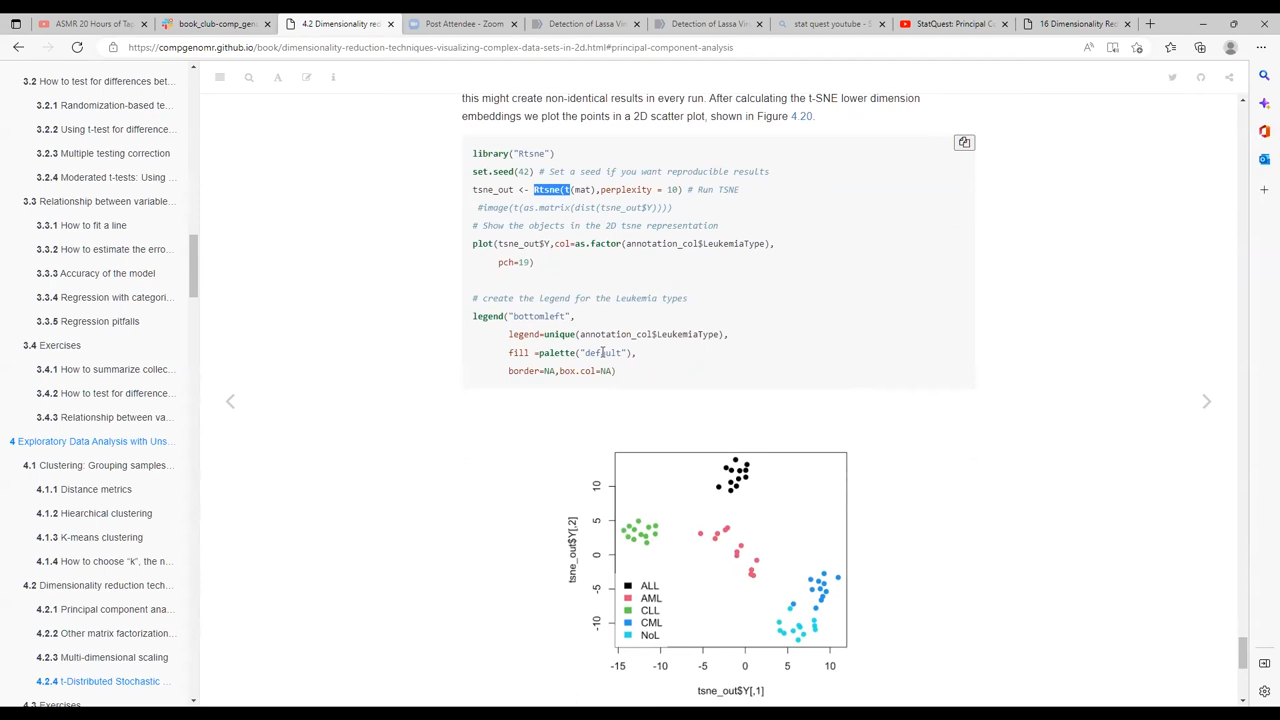 ASMR 20 Hours of Tap
book_club-comp_gen
4.2 Dimensionality red
Post Attendee - Zoom
Detection of Lassa Vir
Detection of Lassa Vir
stat quest youtube - S
StatQuest: Principal C
16 Dimensionality Red
https://compgenomr.github.io/book/dimensionality-reduction-techniques-visualizing-complex-data-sets-in-2d.html#principal-component-analysis
3.2 How to test for differences bet...
3.2.1 Randomization-based te...
3.2.2 Using t-test for difference...
3.2.3 Multiple testing correction
3.2.4 Moderated t-tests: Using ...
3.3 Relationship between variable...
3.3.1 How to fit a line
3.3.2 How to estimate the erro...
3.3.3 Accuracy of the model
3.3.4 Regression with categori...
3.3.5 Regression pitfalls
3.4 Exercises
3.4.1 How to summarize collec...
3.4.2 How to test for difference...
3.4.3 Relationship between va...
4 Exploratory Data Analysis with Uns...
4.1 Clustering: Grouping samples...
4.1.1 Distance metrics
4.1.2 Hiearchical clustering
4.1.3 K-means clustering
4.1.4 How to choose “k”, the n...
4.2 Dimensionality reduction tech...
4.2.1 Principal component ana...
4.2.2 Other matrix factorization...
4.2.3 Multi-dimensional scaling
4.2.4 t-Distributed Stochastic ...
4.3 Exercises
this might create non-identical results in every run. After calculating the t-SNE lower dimension
embeddings we plot the points in a 2D scatter plot, shown in Figure 4.20.
library("Rtsne")
set.seed(42) # Set a seed if you want reproducible results
tsne_out <- Rtsne(t(mat),perplexity = 10) # Run TSNE
#image(t(as.matrix(dist(tsne_out$Y))))
# Show the objects in the 2D tsne representation
plot(tsne_out$Y,col=as.factor(annotation_col$LeukemiaType),
pch=19)
# create the legend for the Leukemia types
legend("bottomleft",
legend=unique(annotation_col$LeukemiaType),
fill =palette("default"),
border=NA,box.col=NA)
tsne_out$Y[,2]
10
5
0
-5
-10
ALL
AML
CLL
CML
NoL
-15 -10 -5 0 5 10
tsne_out$Y[,1]